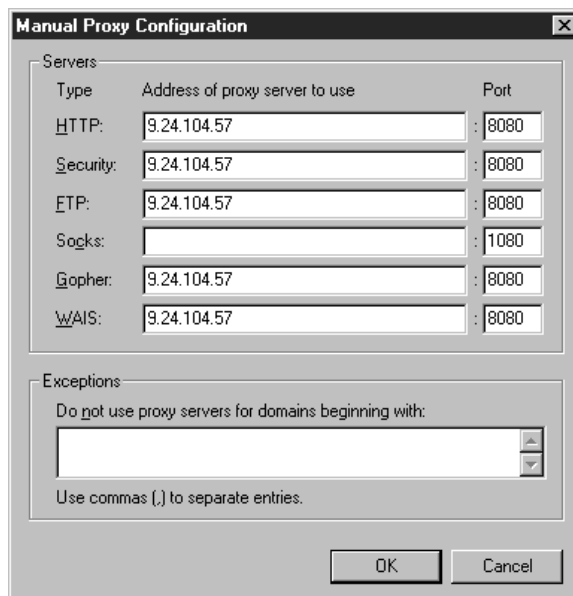 Manual Proxy Configuration
Servers
Type Address of proxy server to use Port
HTTP: 9.24.104.57 : 8080
Security: 9.24.104.57 : 8080
FTP: 9.24.104.57 : 8080
Socks: : 1080
Gopher: 9.24.104.57 : 8080
WAIS: 9.24.104.57 : 8080
Exceptions
Do not use proxy servers for domains beginning with:
Use commas (,) to separate entries.
OK Cancel